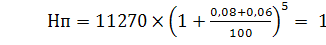 Нп = 11270 × (1 + (0,08+0,06)/100)^5 = 1